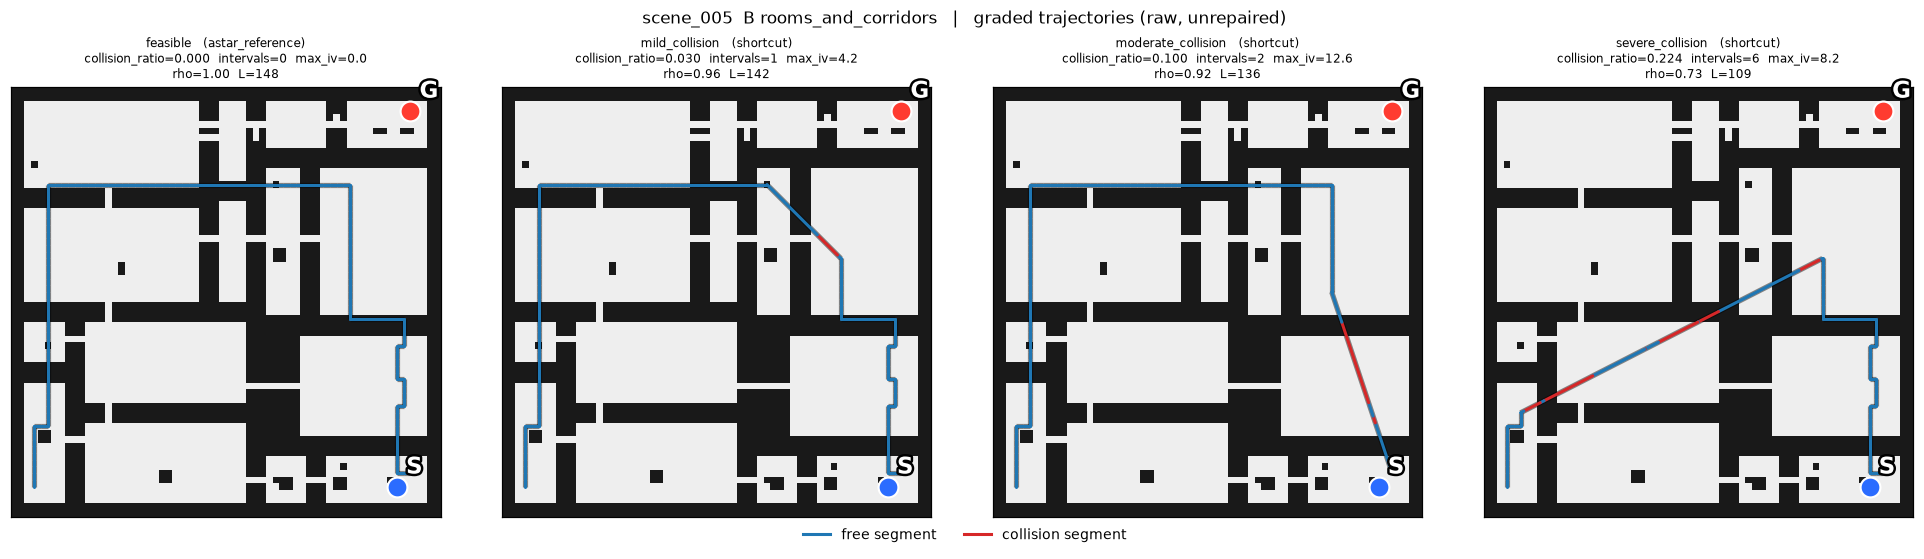 scene_005  B rooms_and_corridors   |   graded trajectories (raw, unrepaired)
feasible   (astar_reference)
collision_ratio=0.000  intervals=0  max_iv=0.0
rho=1.00  L=148
mild_collision   (shortcut)
collision_ratio=0.030  intervals=1  max_iv=4.2
rho=0.96  L=142
moderate_collision   (shortcut)
collision_ratio=0.100  intervals=2  max_iv=12.6
rho=0.92  L=136
severe_collision   (shortcut)
collision_ratio=0.224  intervals=6  max_iv=8.2
rho=0.73  L=109
G
G
G
G
S
S
S
S
free segment
collision segment